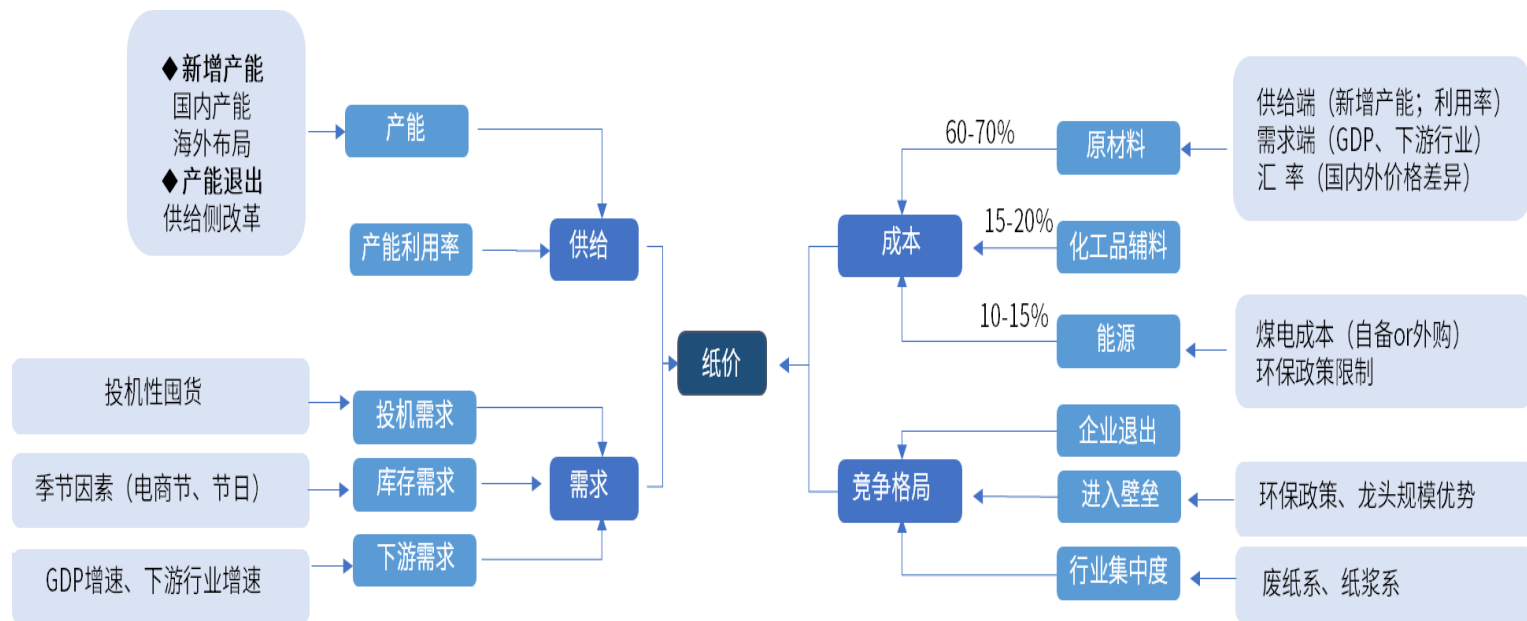 ◆新增产能
国内产能
海外布局
◆产能退出
供给侧改革
产能
产能利用率
供给
投机性囤货
投机需求
季节因素（电商节、节日）
库存需求
需求
GDP增速、下游行业增速
下游需求
纸价
成本
60-70%
原材料
供给端（新增产能；利用率）
需求端（GDP、下游行业）
汇 率（国内外价格差异）
15-20%
化工品辅料
10-15%
能源
煤电成本（自备or外购）
环保政策限制
竞争格局
企业退出
进入壁垒
环保政策、龙头规模优势
行业集中度
废纸系、纸浆系